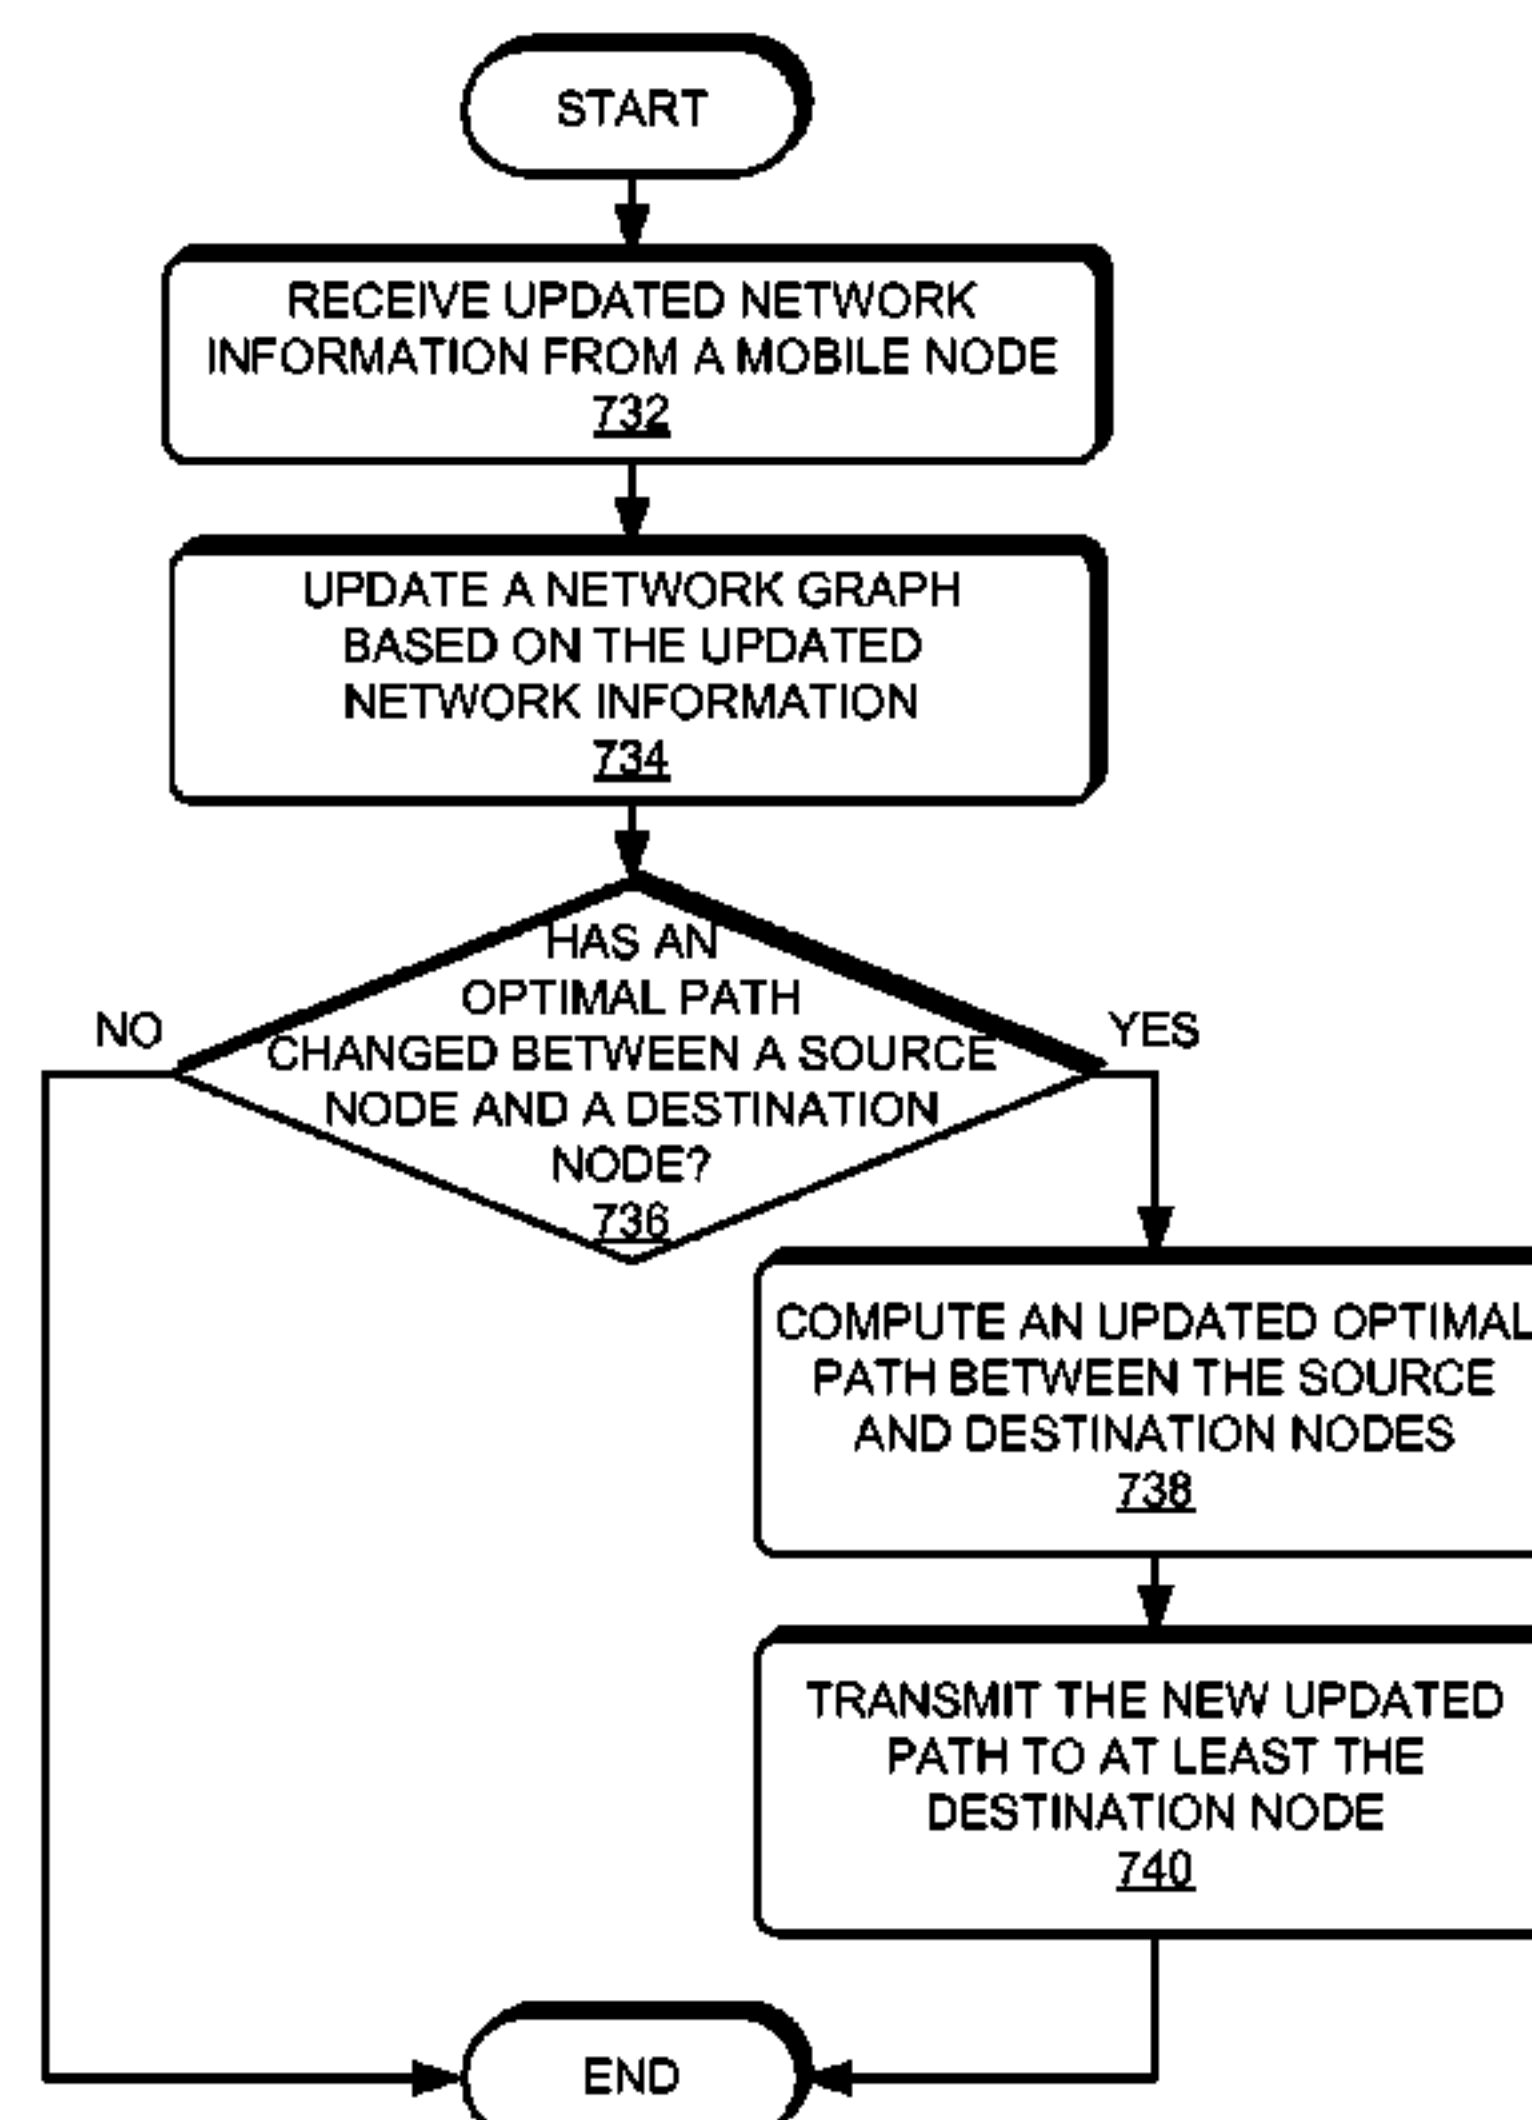 START
RECEIVE UPDATED NETWORK
INFORMATION FROM A MOBILE NODE
732
UPDATE A NETWORK GRAPH
BASED ON THE UPDATED
NETWORK INFORMATION
734
HAS AN
OPTIMAL PATH
CHANGED BETWEEN A SOURCE
NODE AND A DESTINATION
NODE?
736
NO
YES
COMPUTE AN UPDATED OPTIMAL
PATH BETWEEN THE SOURCE
AND DESTINATION NODES
738
TRANSMIT THE NEW UPDATED
PATH TO AT LEAST THE
DESTINATION NODE
740
END